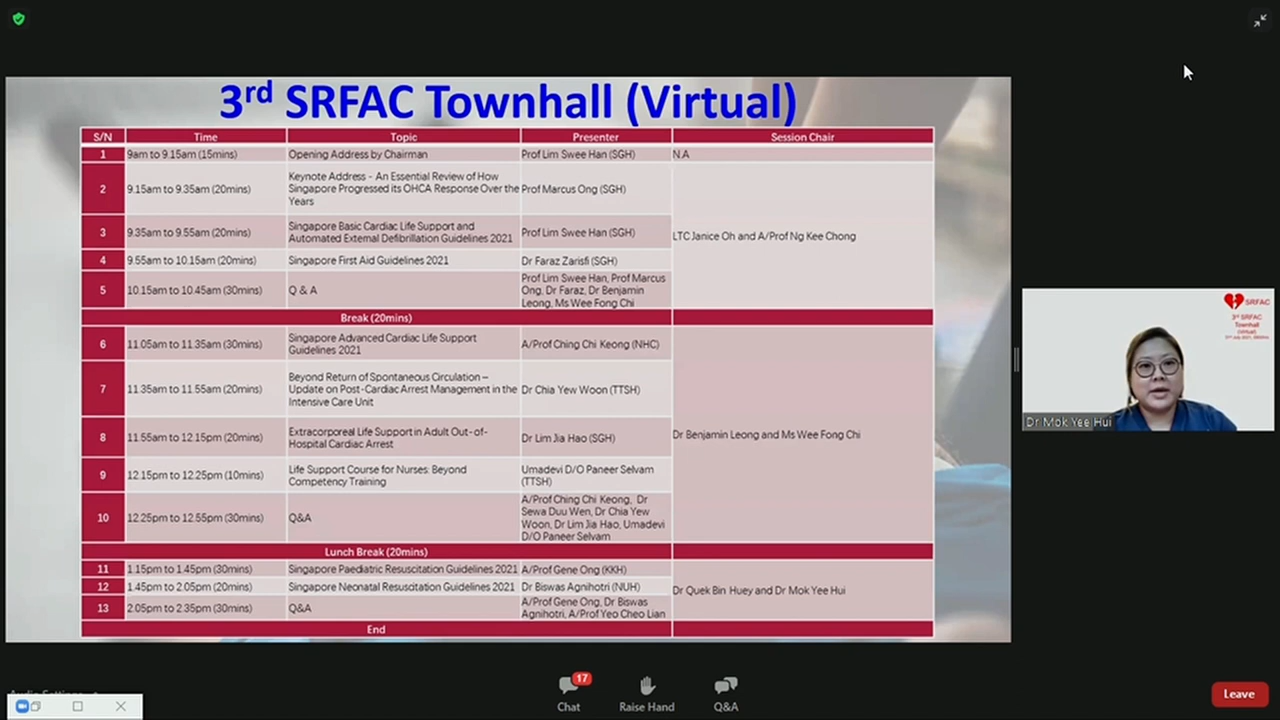 3rd SRFAC Townhall (Virtual)
S/N Time Topic Presenter Session Chair
1 9am to 9.15am (15mins) Opening Address by Chairman Prof Lim Swee Han (SGH) N.A
2 9.15am to 9.35am (20mins) Keynote Address - An Essential Review of How
Singapore Progressed its OHCA Response Over the
Years Prof Marcus Ong (SGH)
3 9.35am to 9.55am (20mins) Singapore Basic Cardiac Life Support and
Automated External Defibrillation Guidelines 2021 Prof Lim Swee Han (SGH)
LTC Janice Oh and A/Prof Ng Kee Chong
4 9.55am to 10.15am (20mins) Singapore First Aid Guidelines 2021 Dr Faraz Zarisfi (SGH)
5 10.15am to 10.45am (30mins) Q & A Prof Lim Swee Han, Prof Marcus
Ong, Dr Faraz, Dr Benjamin
Leong, Ms Wee Fong Chi
Break (20mins)
6 11.05am to 11.35am (30mins) Singapore Advanced Cardiac Life Support
Guidelines 2021 A/Prof Ching Chi Keong (NHC)
7 11.35am to 11.55am (20mins) Beyond Return of Spontaneous Circulation –
Update on Post-Cardiac Arrest Management in the
Intensive Care Unit Dr Chia Yew Woon (TTSH)
8 11.55am to 12.15pm (20mins) Extracorporeal Life Support in Adult Out-of-
Hospital Cardiac Arrest Dr Lim Jia Hao (SGH)
Dr Benjamin Leong and Ms Wee Fong Chi
9 12.15pm to 12.25pm (10mins) Life Support Course for Nurses: Beyond
Competency Training Umadevi D/O Paneer Selvam
(TTSH)
10 12.25pm to 12.55pm (30mins) Q&A A/Prof Ching Chi Keong, Dr
Sewa Duu Wen, Dr Chia Yew
Woon, Dr Lim Jia Hao, Umadevi
D/O Paneer Selvam
Lunch Break (20mins)
11 1.15pm to 1.45pm (30mins) Singapore Paediatric Resuscitation Guidelines 2021 A/Prof Gene Ong (KKH)
12 1.45pm to 2.05pm (20mins) Singapore Neonatal Resuscitation Guidelines 2021 Dr Biswas Agnihotri (NUH)
Dr Quek Bin Huey and Dr Mok Yee Hui
13 2.05pm to 2.35pm (30mins) Q&A A/Prof Gene Ong, Dr Biswas
Agnihotri, A/Prof Yeo Cheo Lian
End
SRFAC
3rd SRFAC
Townhall
(Virtual)
Dr Mok Yee Hui
17
Chat
Raise Hand
Q&A
Leave